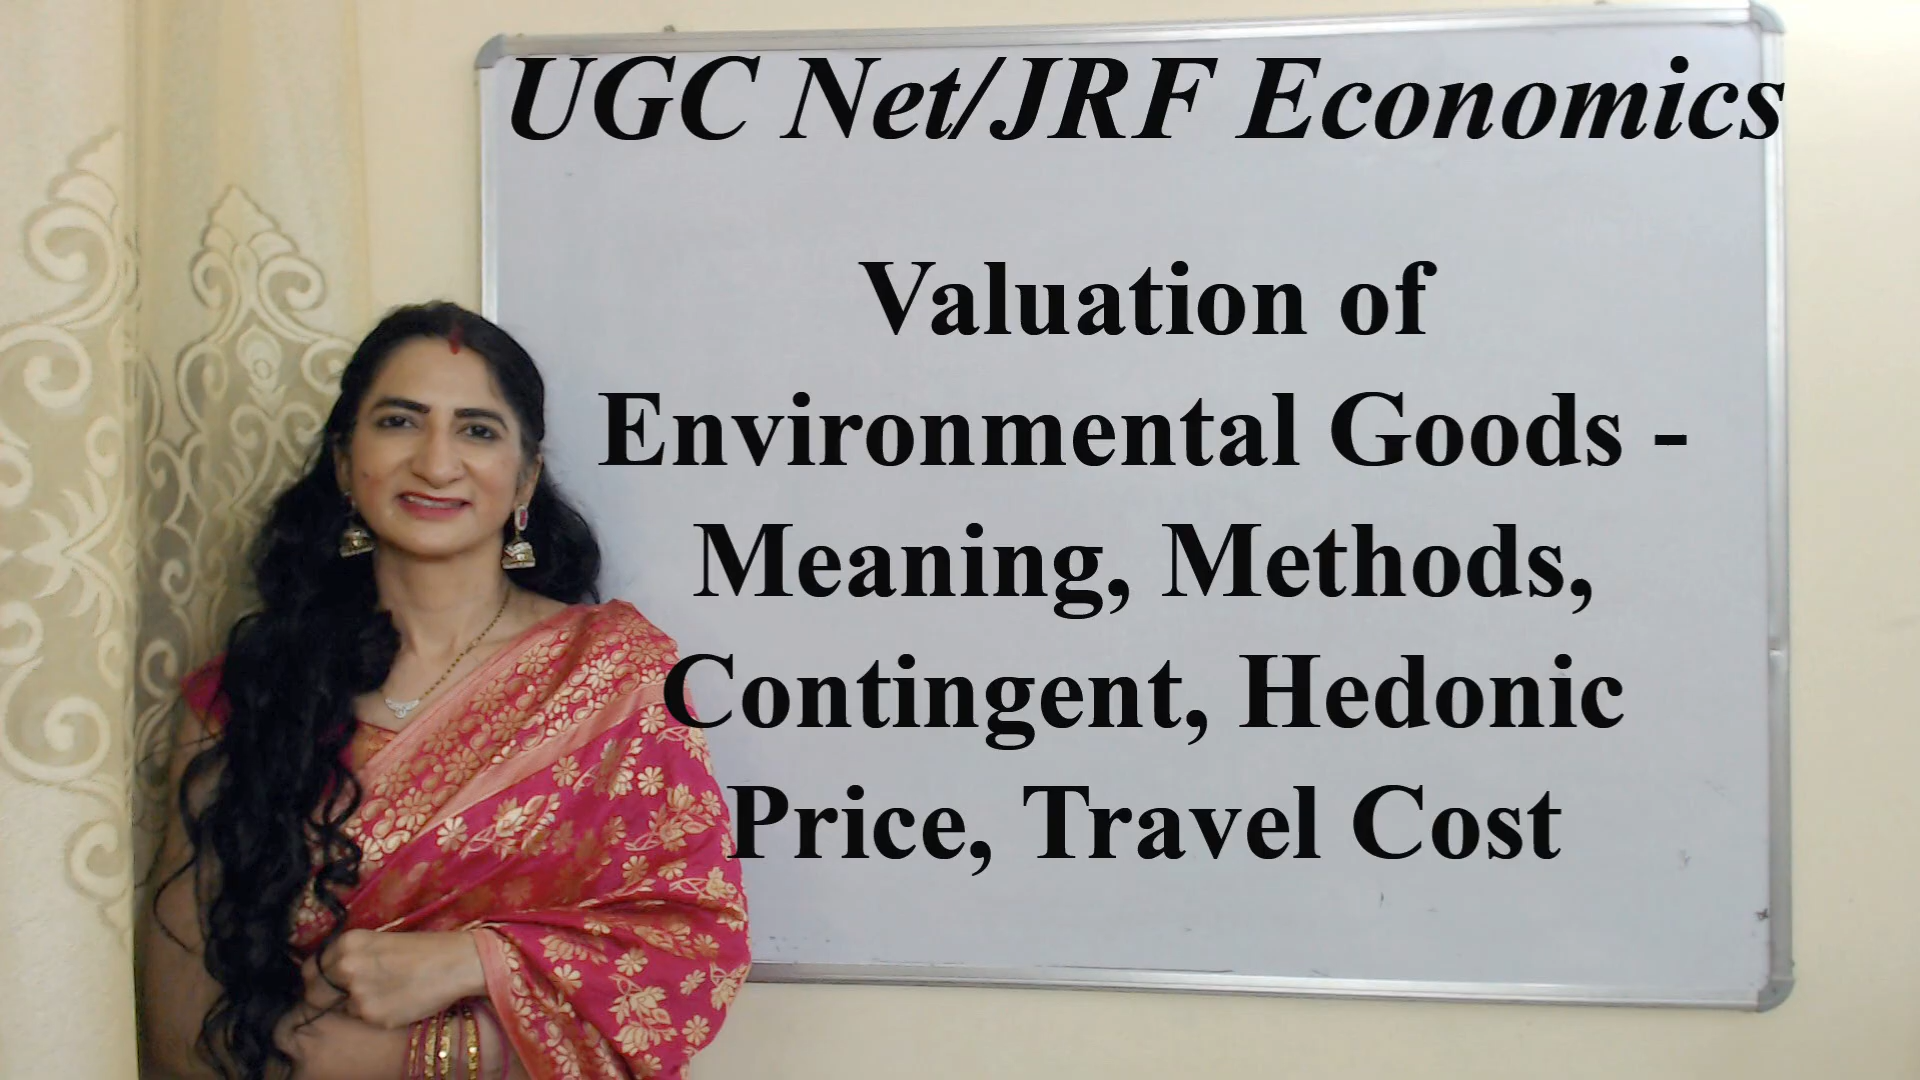 UGC Net/JRF Economics
Valuation of
Environmental Goods -
Meaning, Methods,
Contingent, Hedonic
Price, Travel Cost